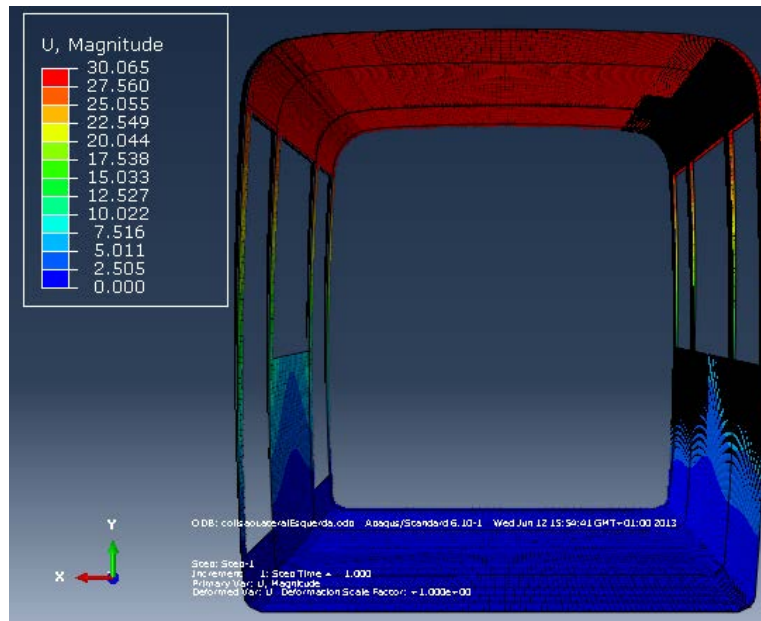 U, Magnitude
30.065
27.560
25.055
22.549
20.044
17.538
15.033
12.527
10.022
7.516
5.011
2.505
0.000
Y
X
ODB: colisaoLateralEsquerda.odb Abaqus/Standard 6.10-1 Wed Jun 12 15:54:41 GMT+01:00 2013
Step: Step-1
Increment 1: Step Time = 1.000
Primary Var: U, Magnitude
Deformed Var: U Deformation Scale Factor: +1.000e+00